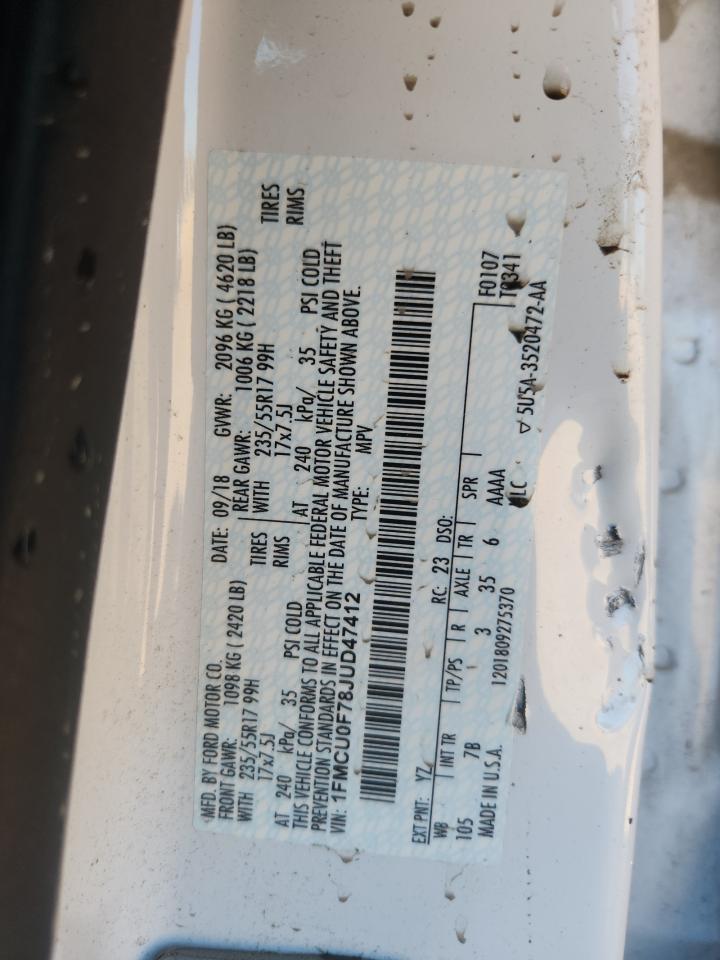 MFD. BY FORD MOTOR CO. DATE: 09/18 GVWR: 2096 KG ( 4620 LB)
FRONT GAWR: 1098 KG ( 2420 LB) REAR GAWR: 1006 KG ( 2218 LB)
WITH 235/55R17 99H TIRES WITH 235/55R17 99H TIRES
17x7.5J RIMS 17x7.5J RIMS
AT 240 kPa/ 35 PSI COLD AT 240 kPa/ 35 PSI COLD
THIS VEHICLE CONFORMS TO ALL APPLICABLE FEDERAL MOTOR VEHICLE SAFETY AND THEFT
PREVENTION STANDARDS IN EFFECT ON THE DATE OF MANUFACTURE SHOWN ABOVE.
VIN: 1FMCU0F78JUD47412 TYPE: MPV
EXT PNT: YZ RC: 23 DSO: F0107
WB INT TR TP/PS R AXLE TR SPR T0341
105 7B 3 35 6 AAAA
MADE IN U.S.A. 1201809275370 ▽ 5U5A-3520472-AA